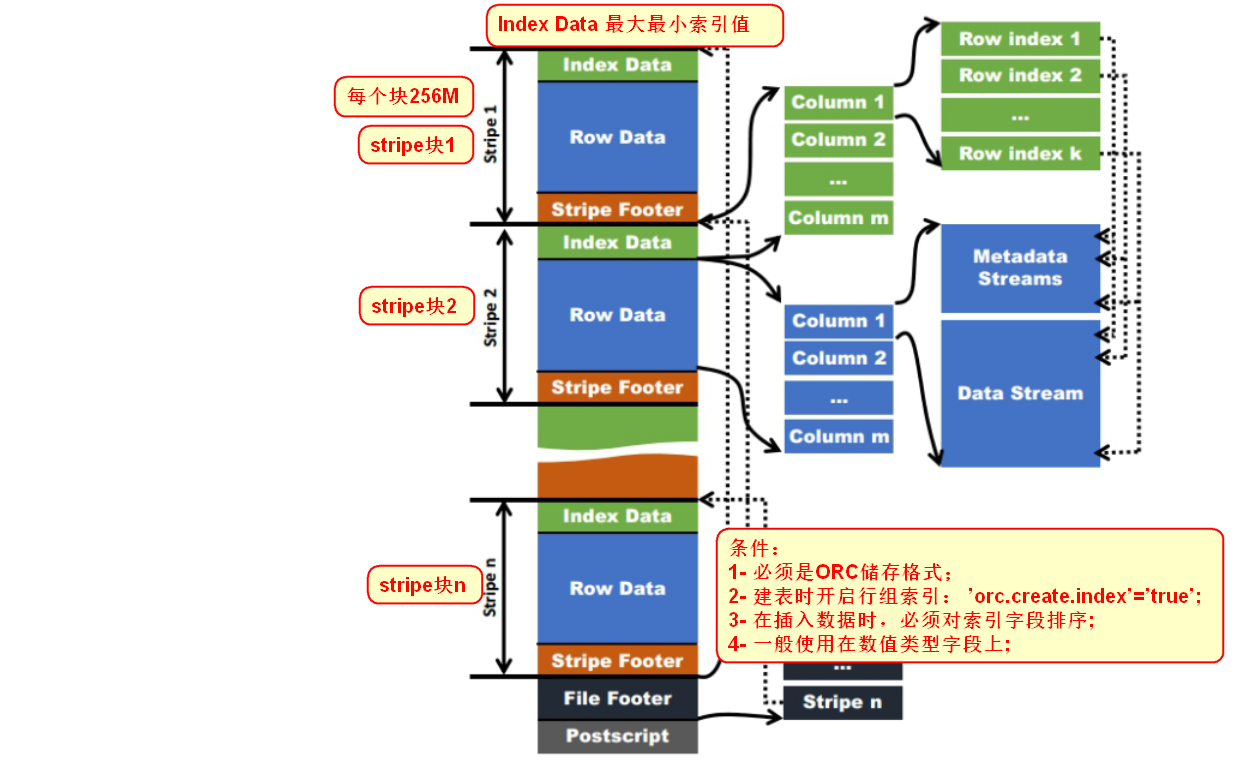 Index Data 最大最小索引值
每个块256M
stripe块1
Stripe 1
Index Data
Row Data
Stripe Footer
stripe块2
Stripe 2
Index Data
Row Data
Stripe Footer
stripe块n
Stripe n
Index Data
Row Data
Stripe Footer
File Footer
Postscript
Column 1
Column 2
...
Column m
Row index 1
Row index 2
...
Row index k
Column 1
Column 2
...
Column m
Metadata
Streams
Data Stream
条件：
1- 必须是ORC储存格式；
2- 建表时开启行组索引： ’orc.create.index’=’true’;
3- 在插入数据时，必须对索引字段排序;
4- 一般使用在数值类型字段上;
...
Stripe n